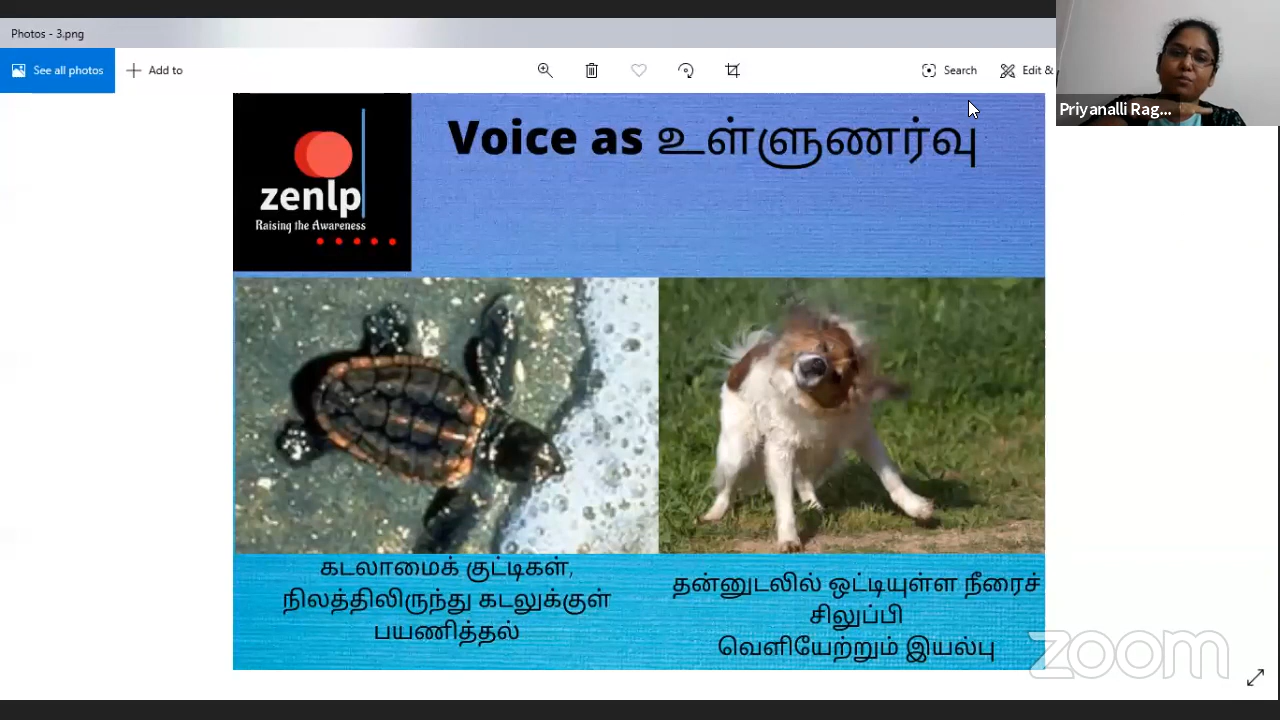 Photos - 3.png
See all photos
Add to
Search
Edit &
Priyanalli Rag...
Voice as உள்ளுணர்வு
zenlp
Raising the Awareness
கடலாமைக் குட்டிகள்,
நிலத்திலிருந்து கடலுக்குள்
பயணித்தல்
தன்னுடலில் ஒட்டியுள்ள நீரைச்
சிலுப்பி
வெளியேற்றும் இயல்பு
zoom